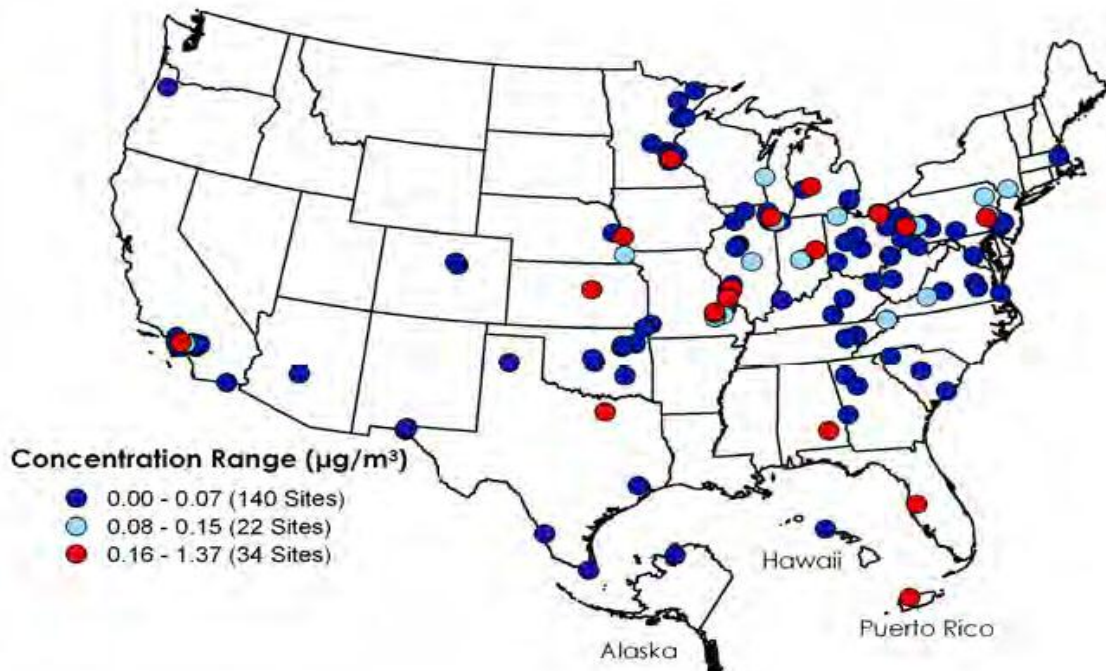 Concentration Range (µg/m³)
0.00 - 0.07 (140 Sites)
0.08 - 0.15 (22 Sites)
0.16 - 1.37 (34 Sites)
Hawaii
Alaska
Puerto Rico